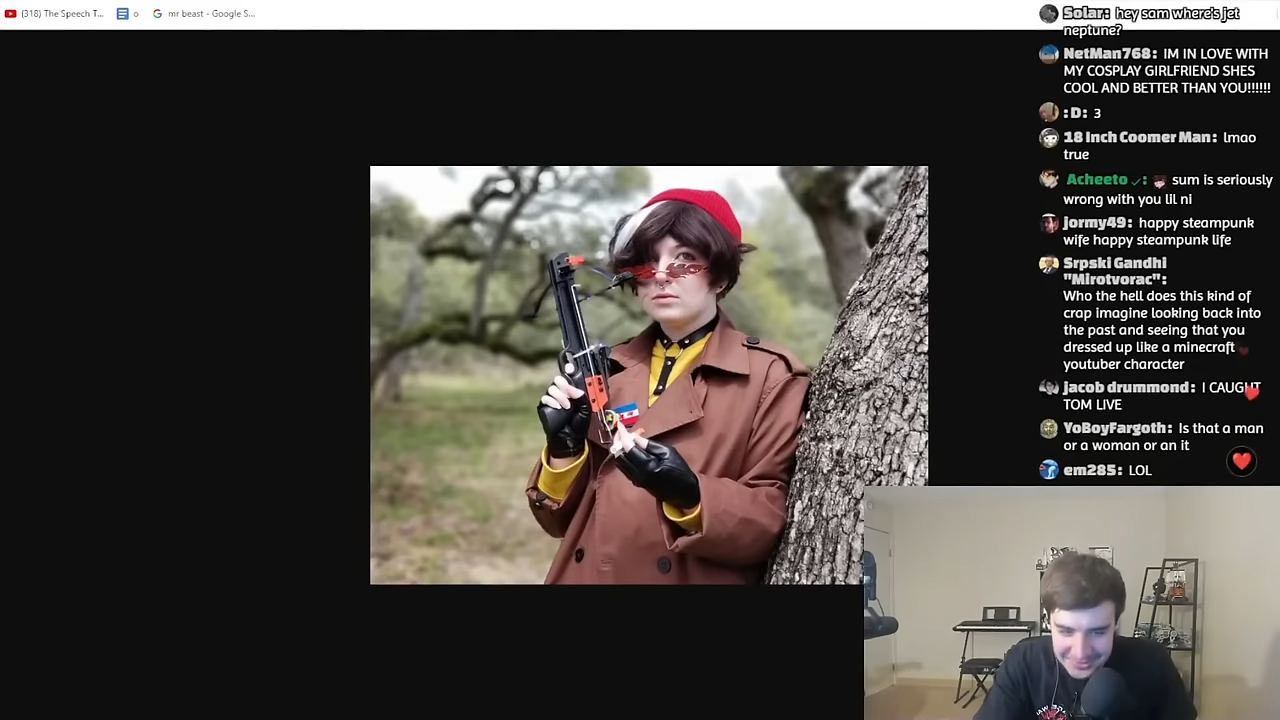 (318) The Speech T...
o
mr beast - Google S...
Solar: hey sam where's jet
neptune?
NetMan768: IM IN LOVE WITH
MY COSPLAY GIRLFRIEND SHES
COOL AND BETTER THAN YOU!!!!!!
:D: 3
18 Inch Coomer Man: lmao
true
Acheeto ✓: sum is seriously
wrong with you lil ni
jormy49: happy steampunk
wife happy steampunk life
Srpski Gandhi
"Mirotvorac":
Who the hell does this kind of
crap imagine looking back into
the past and seeing that you
dressed up like a minecraft
youtuber character
jacob drummond: I CAUGHT
TOM LIVE
YoBoyFargoth: Is that a man
or a woman or an it
em285: LOL